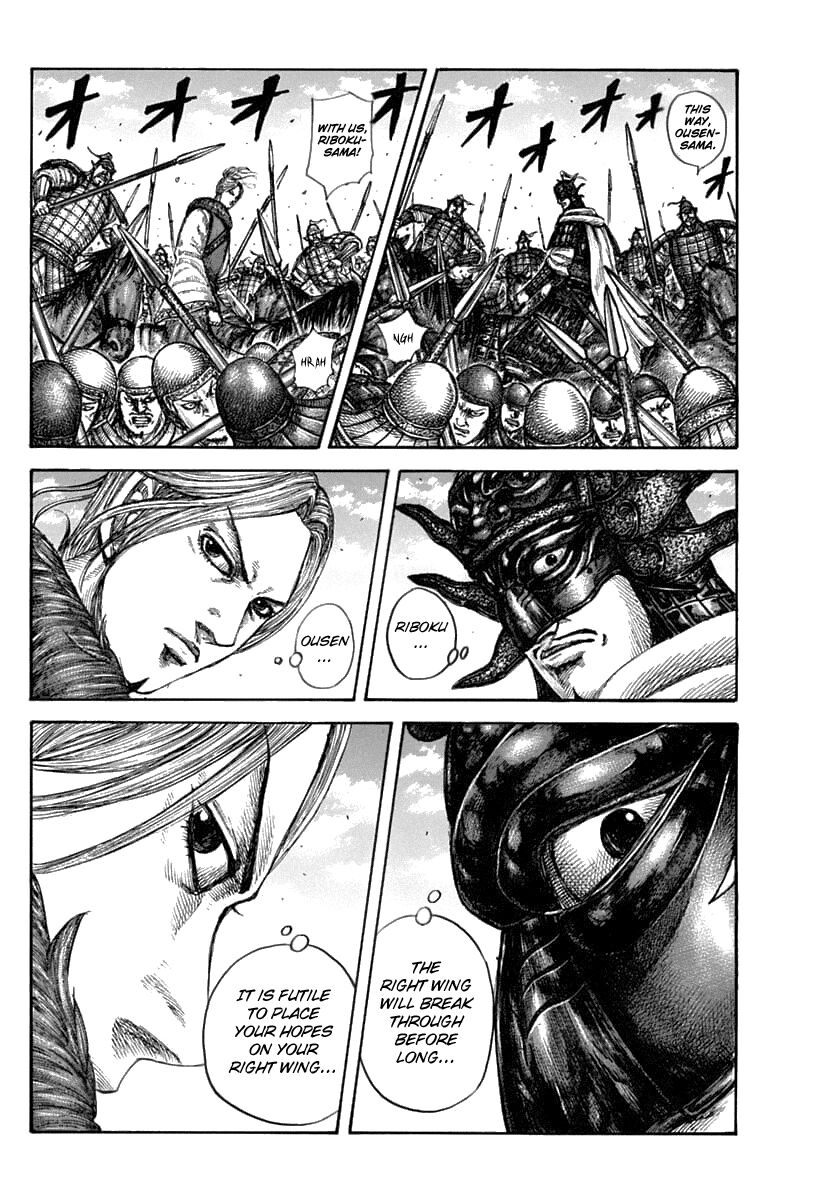 THIS
WAY,
OUSEN-
SAMA.
オ
オ
オ
オ
オ
NGH
WITH US,
RIBOKU-
SAMA!
オ
オ
オ
オ
HRAH
RIBOKU
...
OUSEN
...
THE
RIGHT WING
WILL BREAK
THROUGH
BEFORE
LONG...
IT IS FUTILE
TO PLACE
YOUR HOPES
ON YOUR
RIGHT WING...